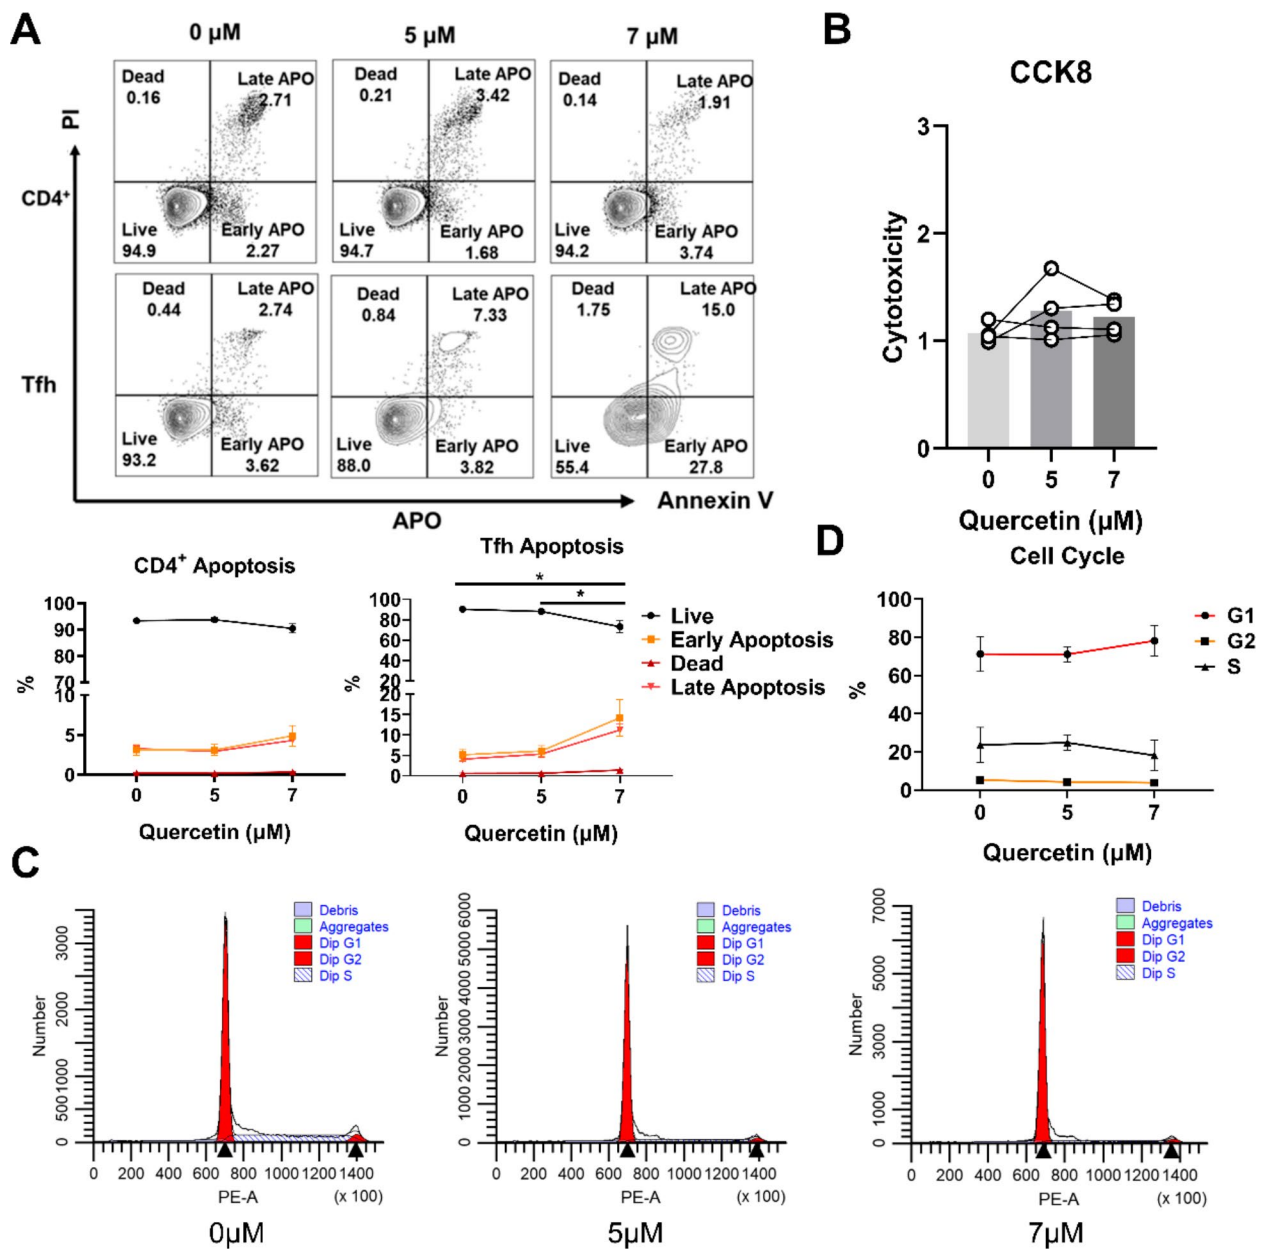 A
0 µM
5 µM
7 µM
PI
CD4+
Dead
0.16
Late APO
2.71
Live
94.9
Early APO
2.27
Dead
0.21
Late APO
3.42
Live
94.7
Early APO
1.68
Dead
0.14
Late APO
1.91
Live
94.2
Early APO
3.74
Tfh
Dead
0.44
Late APO
2.74
Live
93.2
Early APO
3.62
Dead
0.84
Late APO
7.33
Live
88.0
Early APO
3.82
Dead
1.75
Late APO
15.0
Live
55.4
Early APO
27.8
Annexin V
APO
CD4+ Apoptosis
%
100
90
80
70
10
5
0
0 5 7
Quercetin (µM)
Tfh Apoptosis
*
*
%
100
80
60
40
20
20
15
10
5
0
0 5 7
Quercetin (µM)
Live
Early Apoptosis
Dead
Late Apoptosis
B
CCK8
Cytotoxicity
3
2
1
0
0 5 7
Quercetin (µM)
D
Cell Cycle
%
100
80
60
40
20
0
0 5 7
Quercetin (µM)
G1
G2
S
C
Number
3000
2000
1000
500
0
0 200 400 600 800 1000 1200 1400
PE-A
(x 100)
Debris
Aggregates
Dip G1
Dip G2
Dip S
0µM
Number
6000
5000
4000
3000
2000
1000
0
0 200 400 600 800 1000 1200 1400
PE-A
(x 100)
Debris
Aggregates
Dip G1
Dip G2
Dip S
5µM
Number
7000
5000
3000
1000
0
0 200 400 600 800 1000 1200 1400
PE-A
(x 100)
Debris
Aggregates
Dip G1
Dip G2
Dip S
7µM